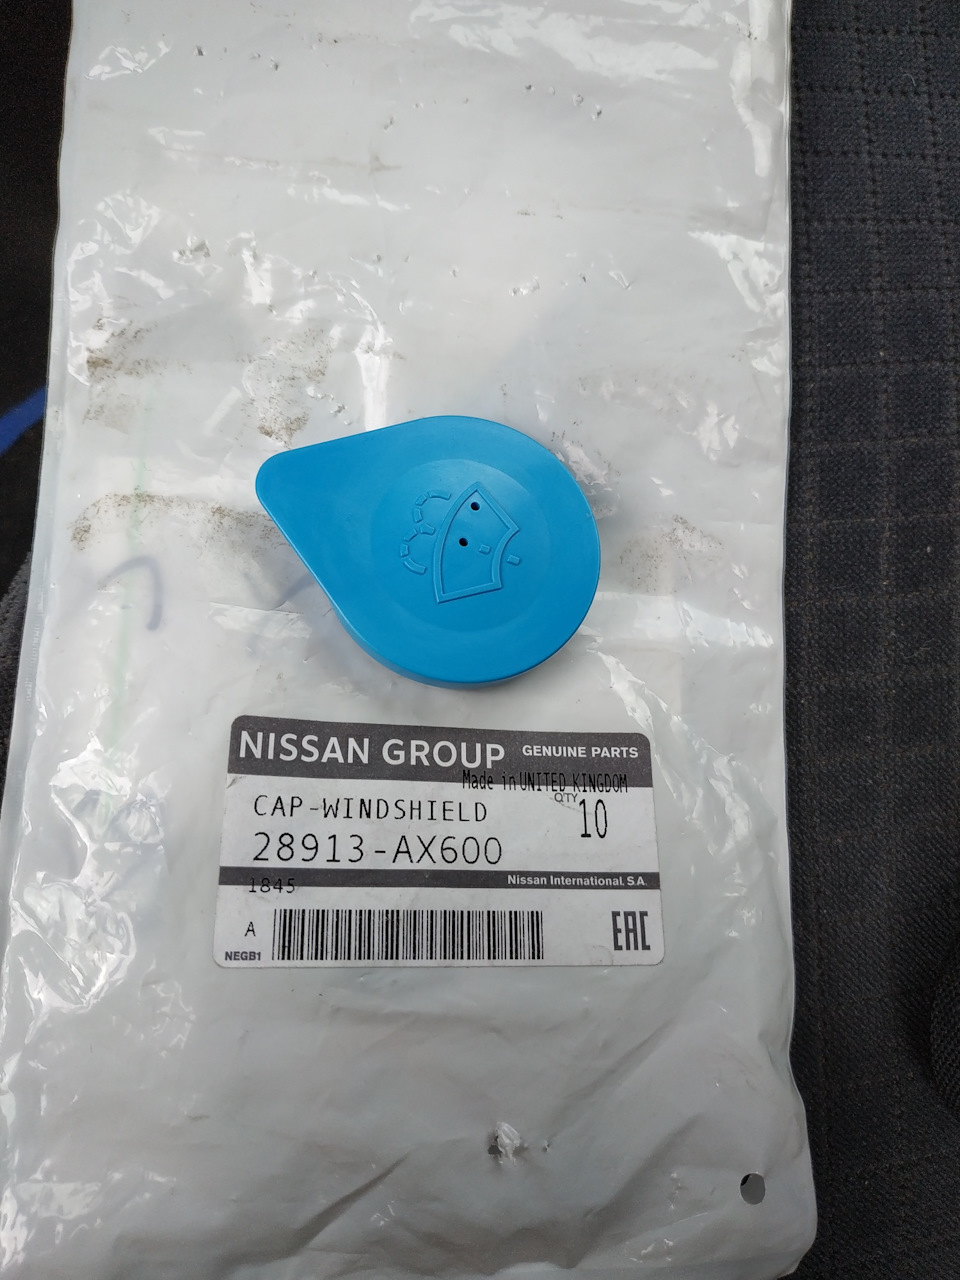 NISSAN GROUP GENUINE PARTS
Made in UNITED KINGDOM
CAP-WINDSHIELD QTY 10
28913-AX600
1845 Nissan International. S.A.
A
NEGB1
EAC